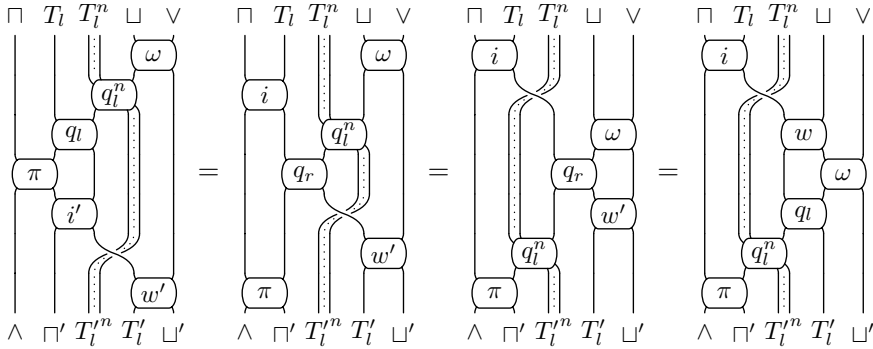 ⊓ T_l T_l^n ⊔ ∨ ⊓ T_l T_l^n ⊔ ∨ ⊓ T_l T_l^n ⊔ ∨ ⊓ T_l T_l^n ⊔ ∨
ω ω i i
q_l^n i
q_l q_l^n ω w
π = q_r = q_r = ω
i' w' q_l
w' q_l^n q_l^n
w' π π π
∧ ⊓' T_l'^n T_l' ⊔' ∧ ⊓' T_l'^n T_l' ⊔' ∧ ⊓' T_l'^n T_l' ⊔' ∧ ⊓' T_l'^n T_l' ⊔'